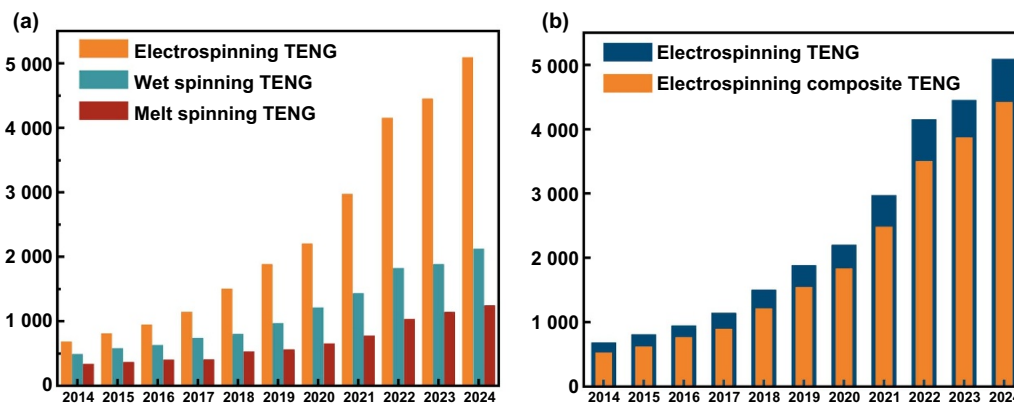 (a)
Electrospinning TENG
Wet spinning TENG
Melt spinning TENG
5 000
4 000
3 000
2 000
1 000
0
2014 2015 2016 2017 2018 2019 2020 2021 2022 2023 2024
(b)
Electrospinning TENG
Electrospinning composite TENG
5 000
4 000
3 000
2 000
1 000
0
2014 2015 2016 2017 2018 2019 2020 2021 2022 2023 2024